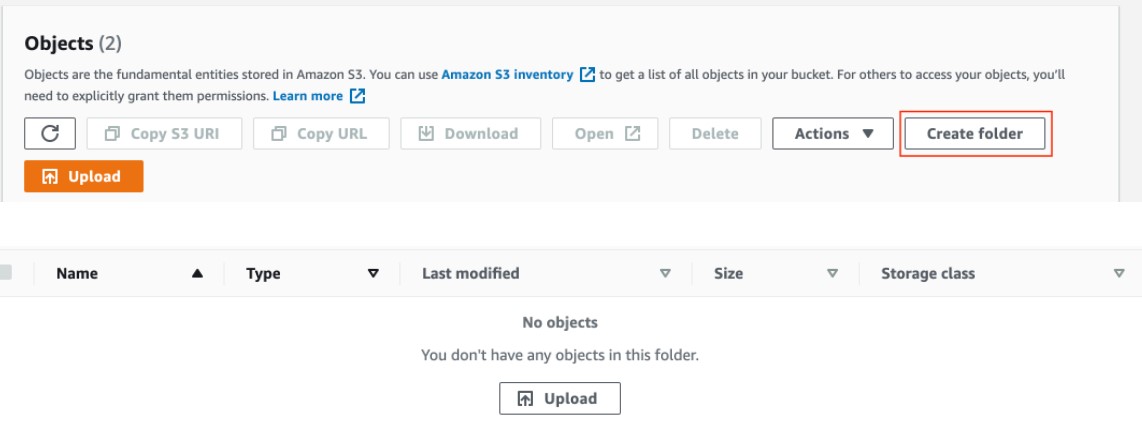 Objects (2)
Objects are the fundamental entities stored in Amazon S3. You can use Amazon S3 inventory to get a list of all objects in your bucket. For others to access your objects, you'll
need to explicitly grant them permissions. Learn more
Copy S3 URI Copy URL Download Open Delete Actions Create folder
Upload
Name Type Last modified Size Storage class
No objects
You don't have any objects in this folder.
Upload